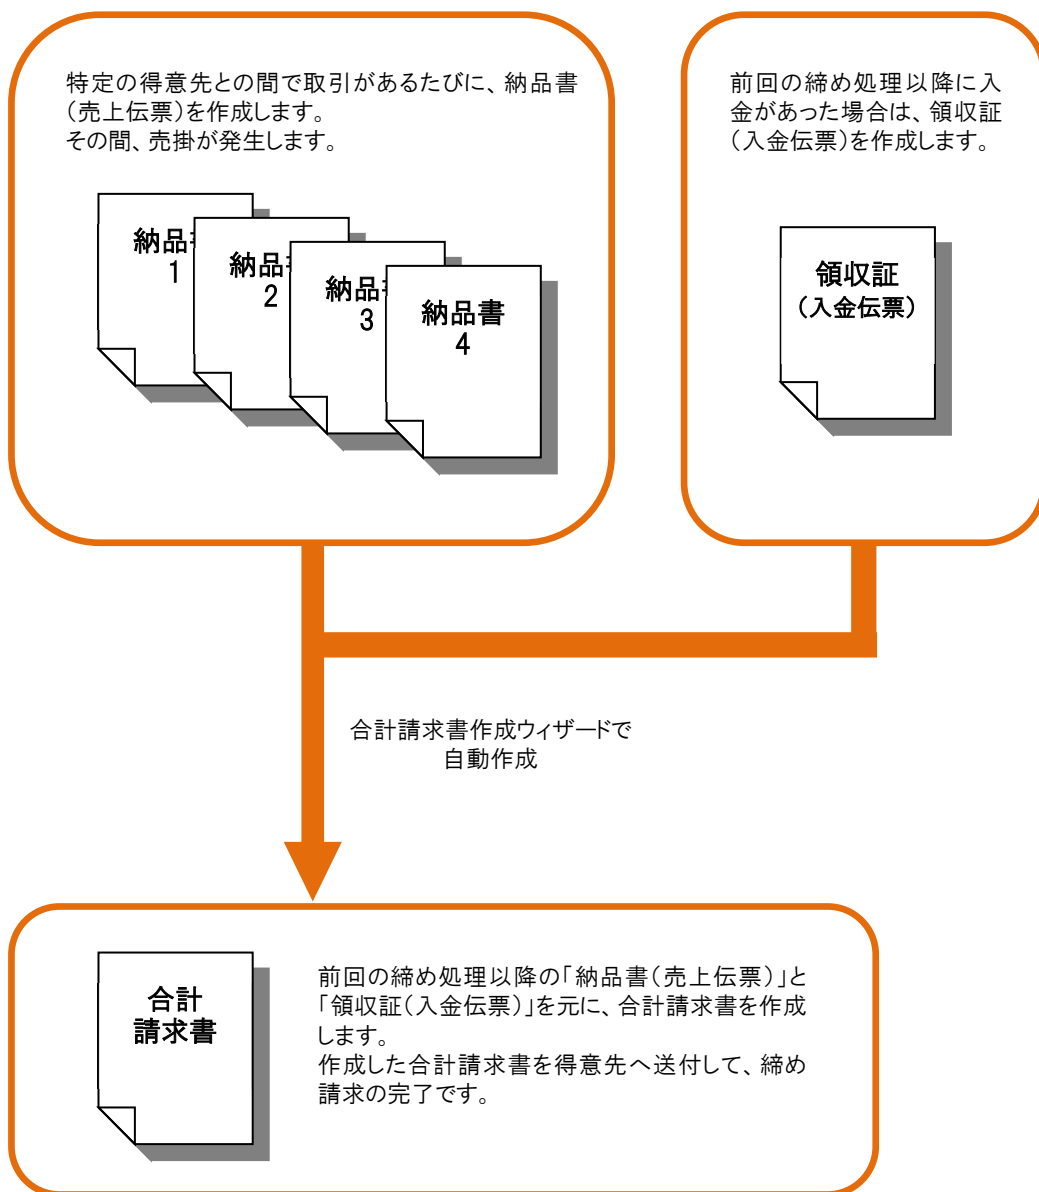 特定の得意先との間で取引があるたびに、納品書
（売上伝票）を作成します。
その間、売掛が発生します。
納品
1
納品
2
納品
3
納品書
4
前回の締め処理以降に入
金があった場合は、領収証
（入金伝票）を作成します。
領収証
（入金伝票）
合計請求書作成ウィザードで
自動作成
合計
請求書
前回の締め処理以降の「納品書（売上伝票）」と
「領収証（入金伝票）」を元に、合計請求書を作成
します。
作成した合計請求書を得意先へ送付して、締め
請求の完了です。